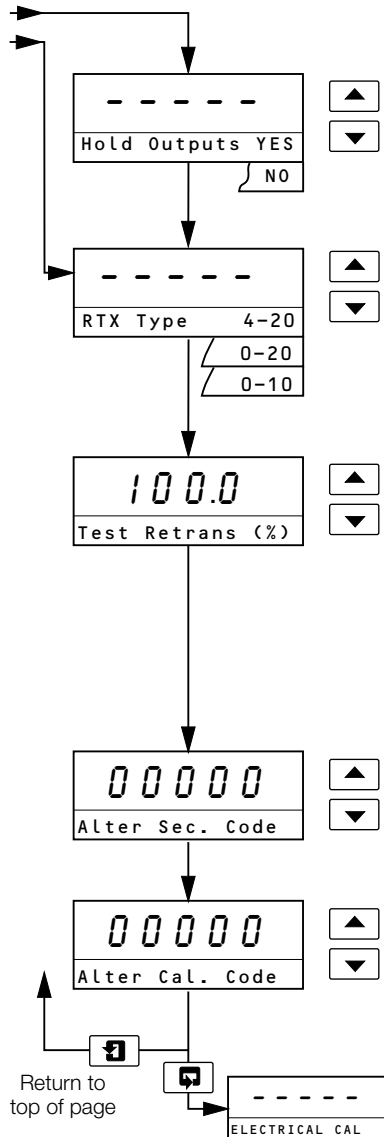 - - - - -
Hold Outputs YES
NO
- - - - -
RTX Type 4-20
0-20
0-10
100.0
Test Retrans (%)
00000
Alter Sec. Code
00000
Alter Cal. Code
Return to
top of page
- - - - -
ELECTRICAL CAL